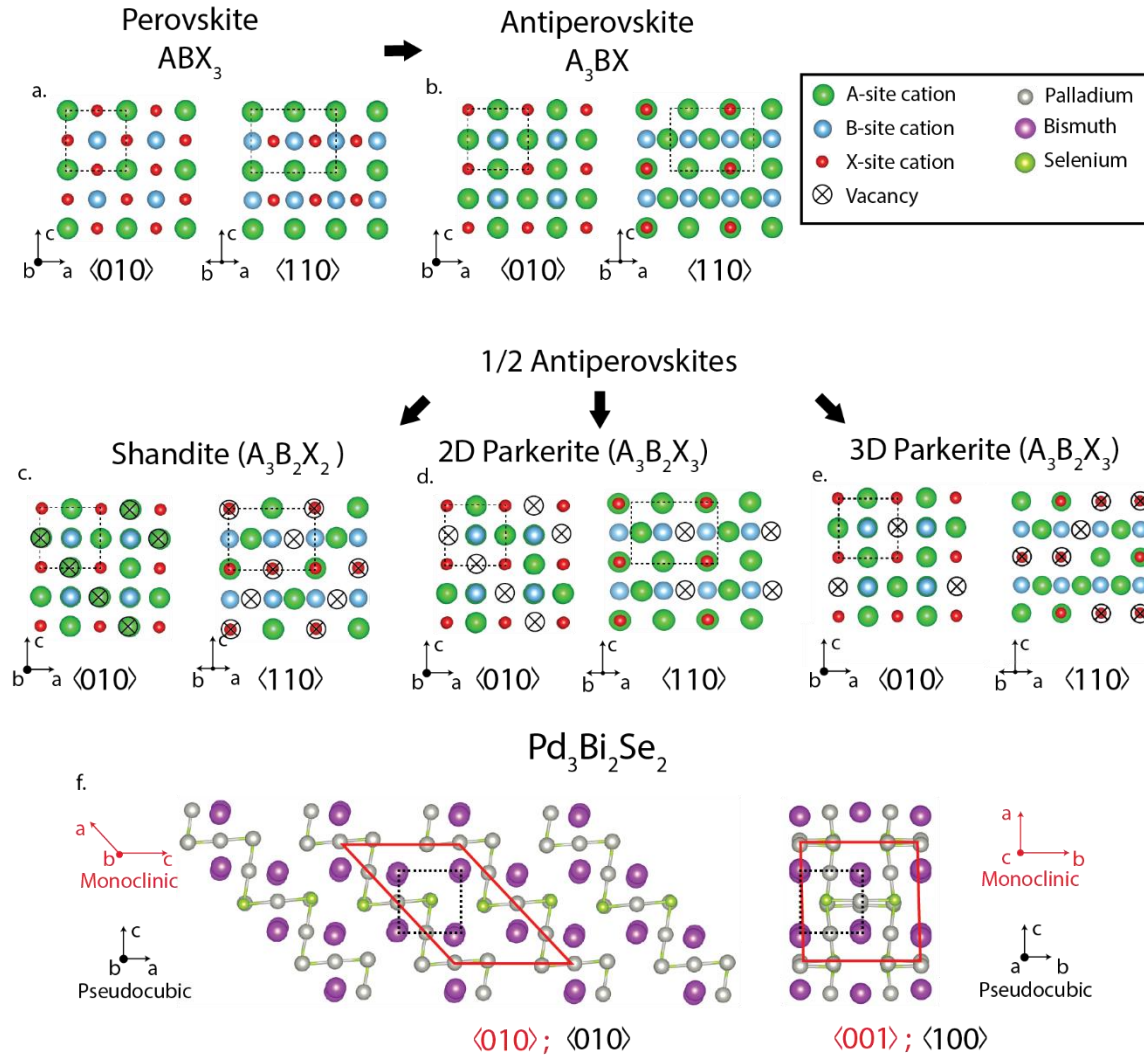 Perovskite
ABX₃
Antiperovskite
A₃BX
a.
b.
A-site cation
B-site cation
X-site cation
Vacancy
Palladium
Bismuth
Selenium
c
b a
⟨010⟩
c
b a
⟨110⟩
c
b a
⟨010⟩
c
b a
⟨110⟩
1/2 Antiperovskites
Shandite (A₃B₂X₂)
2D Parkerite (A₃B₂X₃)
3D Parkerite (A₃B₂X₃)
c.
d.
e.
c
b a
⟨010⟩
c
b a
⟨110⟩
c
b a
⟨010⟩
c
b a
⟨110⟩
c
b a
⟨010⟩
c
b a
⟨110⟩
Pd₃Bi₂Se₂
f.
a
b c
Monoclinic
c
b a
Pseudocubic
a
c b
Monoclinic
c
a b
Pseudocubic
⟨010⟩ ; ⟨010⟩
⟨001⟩ ; ⟨100⟩